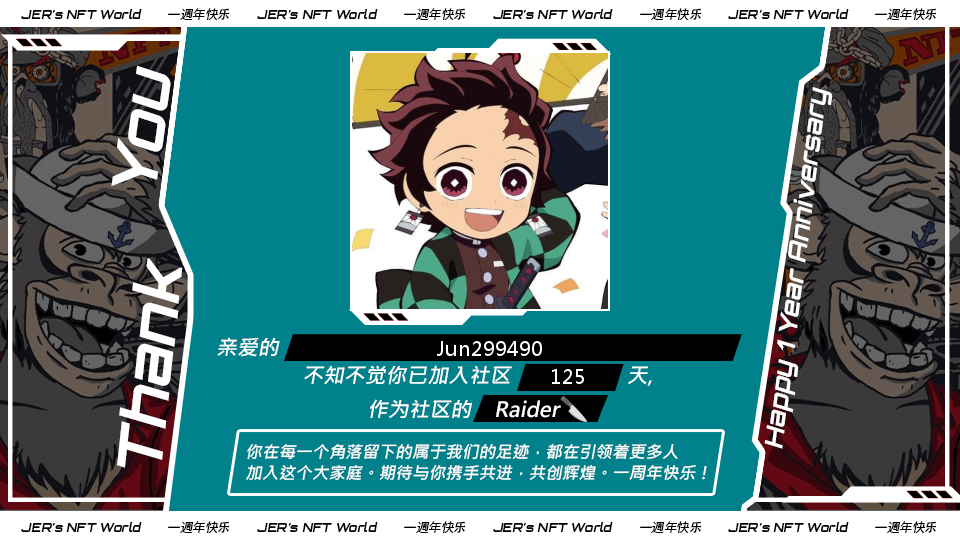 JER's NFT World 一週年快乐 JER's NFT World 一週年快乐 JER's NFT World 一週年快乐 JER's NFT World 一週年快乐
Thank You
Happy 1 Year Anniversary
亲爱的 Jun299490
不知不觉你已加入社区 125 天,
作为社区的 Raider🔪
你在每一个角落留下的属于我们的足迹，都在引领着更多人
加入这个大家庭。期待与你携手共进，共创辉煌。一周年快乐！
JER's NFT World 一週年快乐 JER's NFT World 一週年快乐 JER's NFT World 一週年快乐 JER's NFT World 一週年快乐